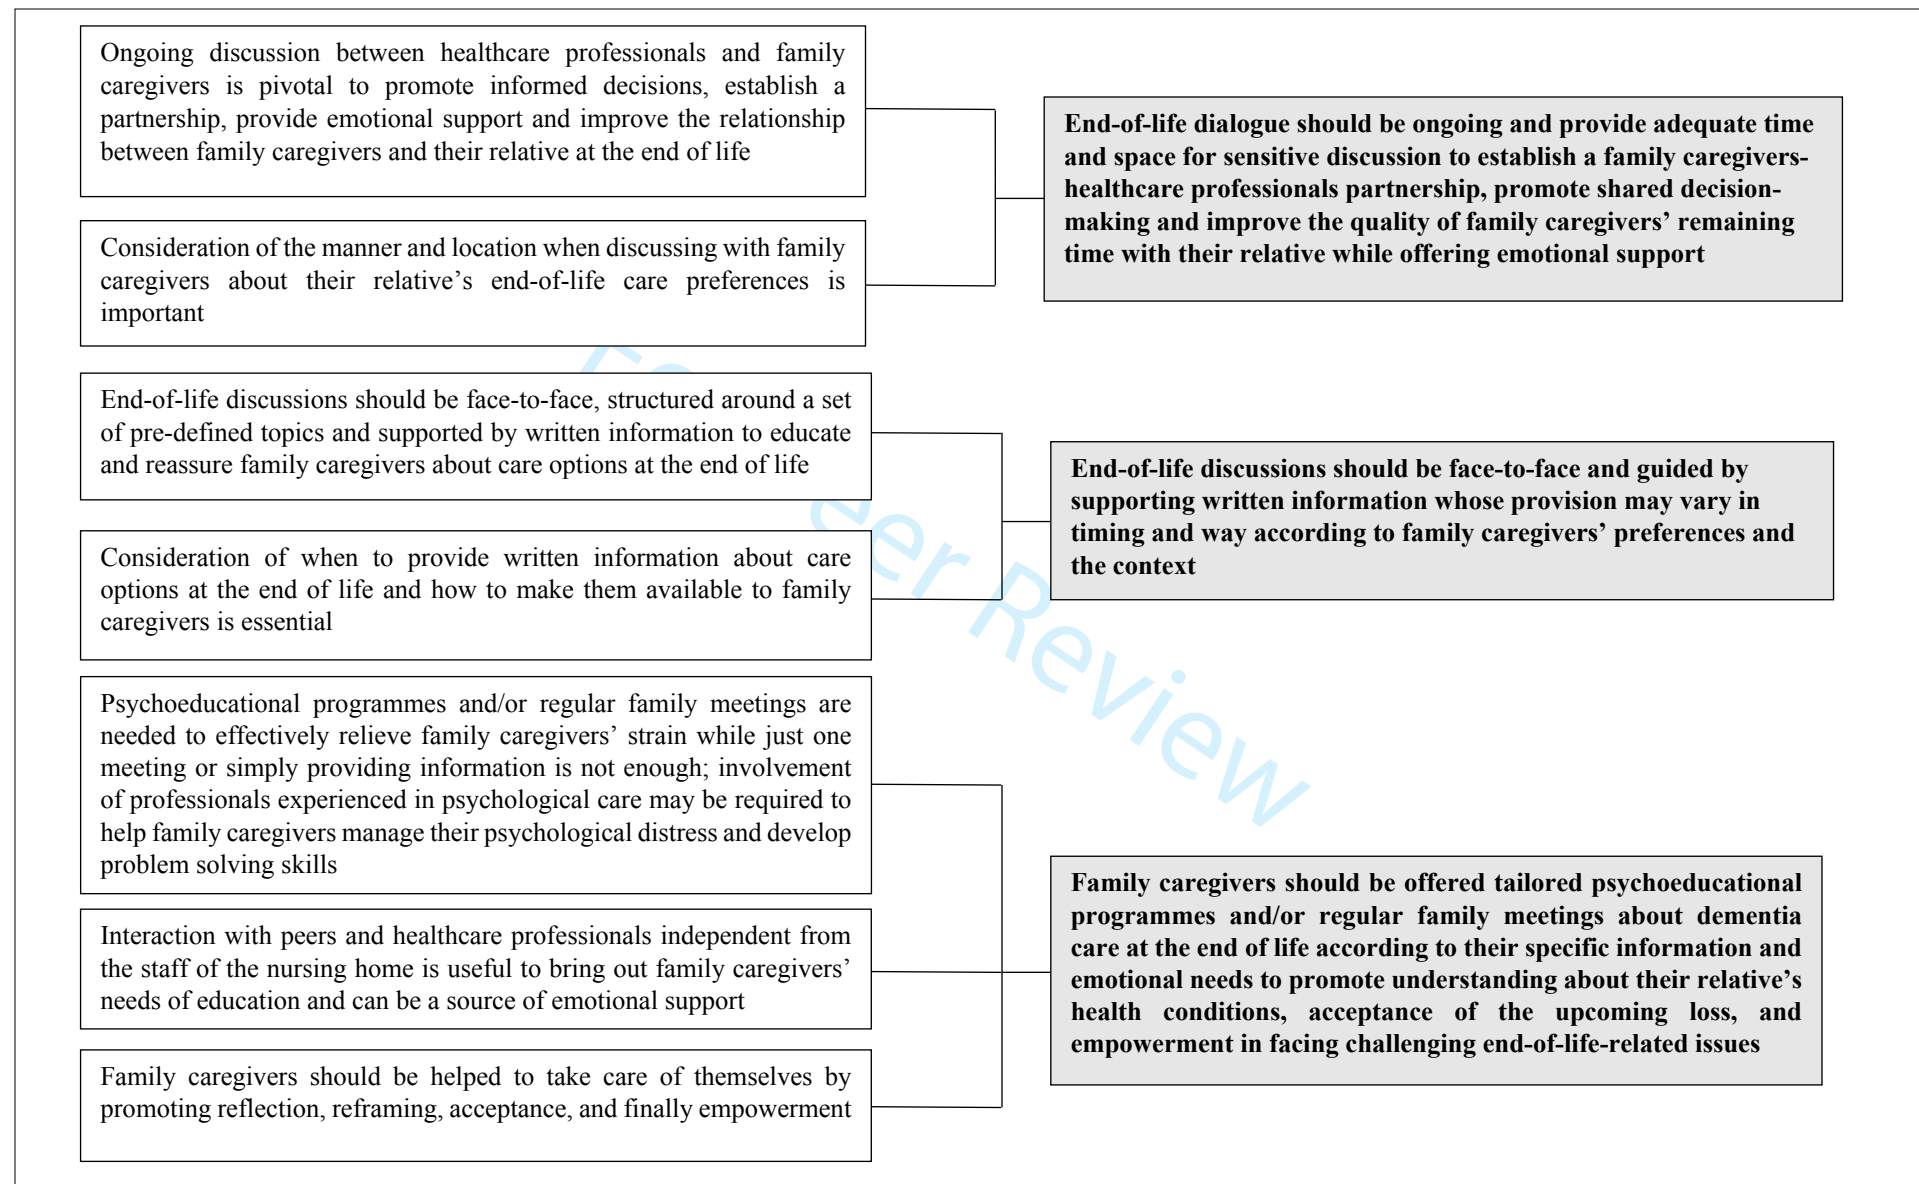 Ongoing discussion between healthcare professionals and family
caregivers is pivotal to promote informed decisions, establish a
partnership, provide emotional support and improve the relationship
between family caregivers and their relative at the end of life
Consideration of the manner and location when discussing with family
caregivers about their relative’s end-of-life care preferences is
important
End-of-life dialogue should be ongoing and provide adequate time
and space for sensitive discussion to establish a family caregivers-
healthcare professionals partnership, promote shared decision-
making and improve the quality of family caregivers’ remaining
time with their relative while offering emotional support
End-of-life discussions should be face-to-face, structured around a set
of pre-defined topics and supported by written information to educate
and reassure family caregivers about care options at the end of life
Consideration of when to provide written information about care
options at the end of life and how to make them available to family
caregivers is essential
End-of-life discussions should be face-to-face and guided by
supporting written information whose provision may vary in
timing and way according to family caregivers’ preferences and
the context
Psychoeducational programmes and/or regular family meetings are
needed to effectively relieve family caregivers’ strain while just one
meeting or simply providing information is not enough; involvement
of professionals experienced in psychological care may be required to
help family caregivers manage their psychological distress and develop
problem solving skills
Interaction with peers and healthcare professionals independent from
the staff of the nursing home is useful to bring out family caregivers’
needs of education and can be a source of emotional support
Family caregivers should be helped to take care of themselves by
promoting reflection, reframing, acceptance, and finally empowerment
Family caregivers should be offered tailored psychoeducational
programmes and/or regular family meetings about dementia
care at the end of life according to their specific information and
emotional needs to promote understanding about their relative’s
health conditions, acceptance of the upcoming loss, and
empowerment in facing challenging end-of-life-related issues
Review